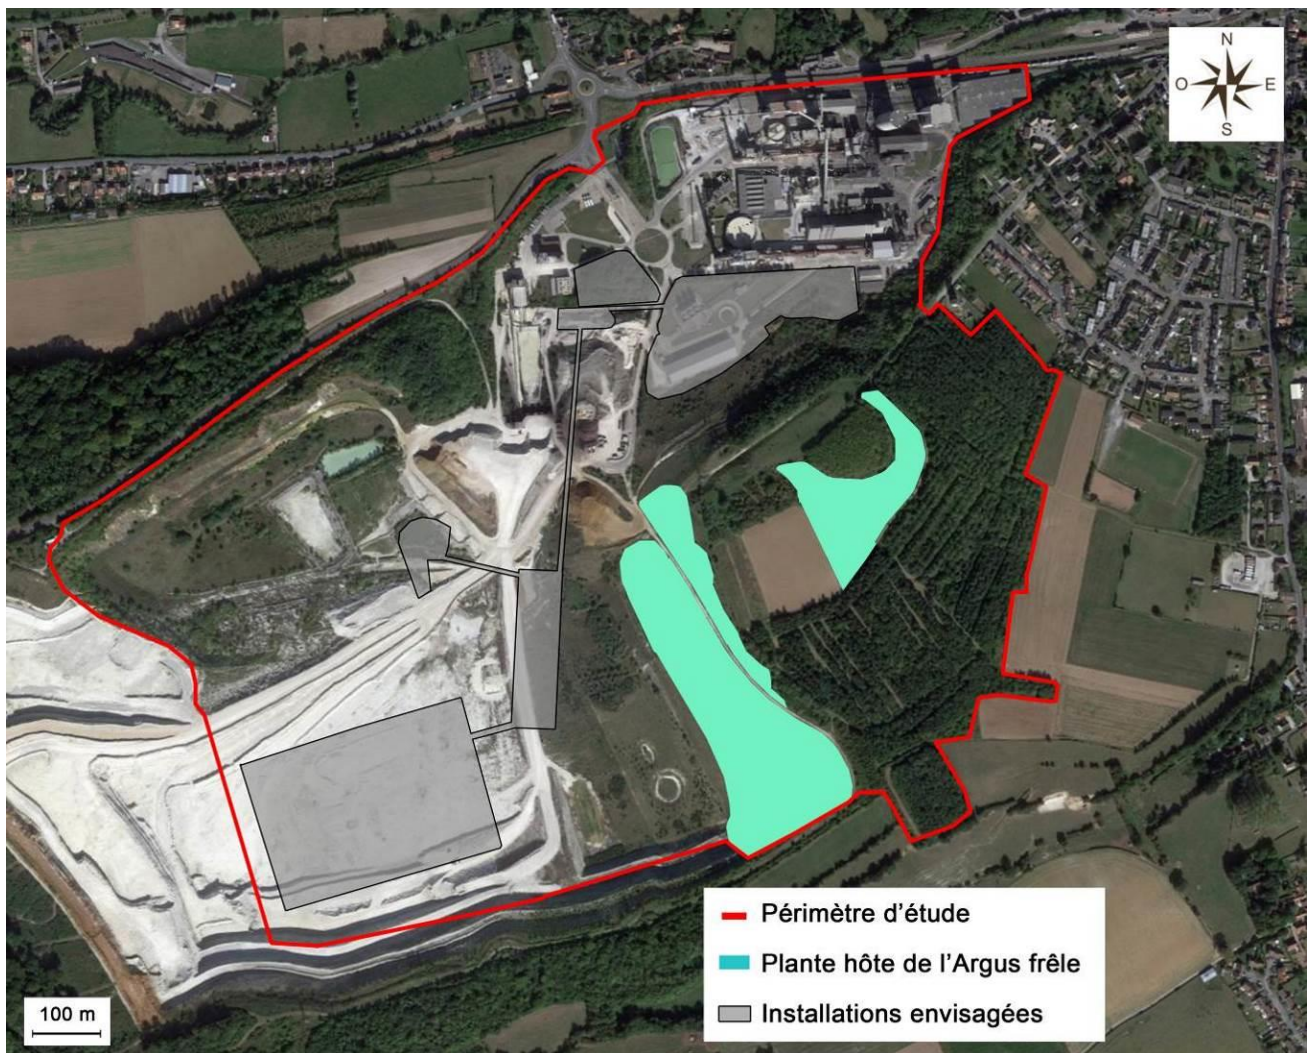 N
O
E
S
Périmètre d'étude
Plante hôte de l'Argus frêle
Installations envisagées
100 m